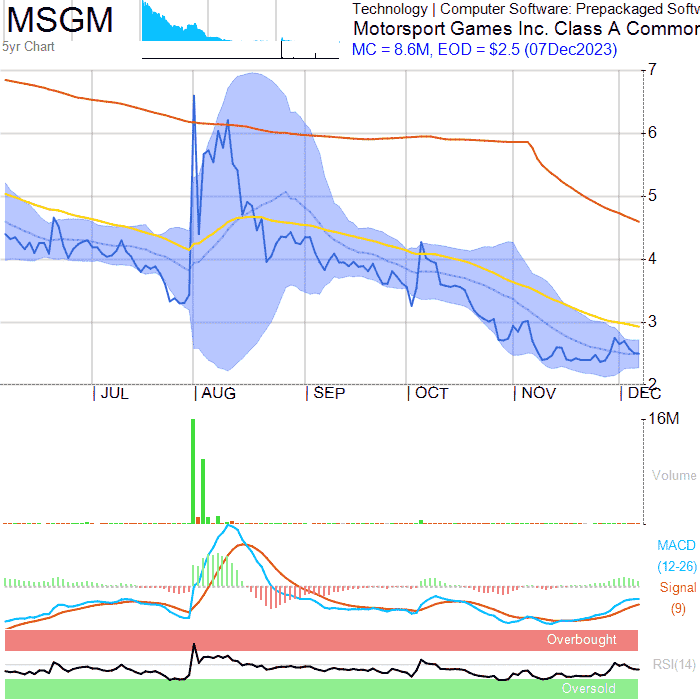 MSGM
5yr Chart
Technology | Computer Software: Prepackaged Softw
Motorsport Games Inc. Class A Common
MC = 8.6M, EOD = $2.5 (07Dec2023)
7
6
5
4
3
2
JUL AUG SEP OCT NOV DEC
16M
Volume
MACD
(12-26)
Signal
(9)
Overbought
RSI(14)
Oversold